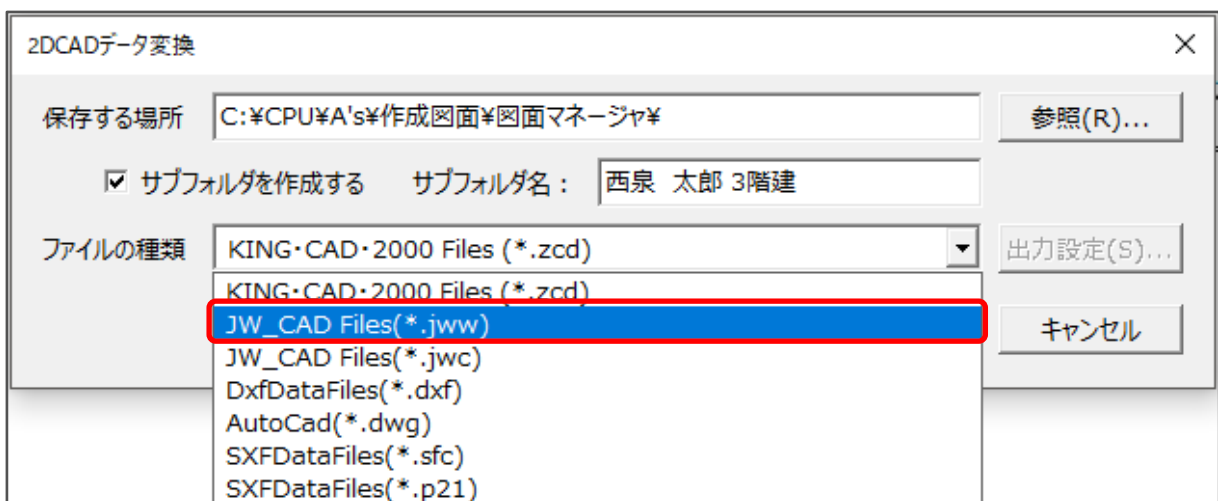 2DCADデータ変換
保存する場所 C:¥CPU¥A's¥作成図面¥図面マネージャ¥ 参照(R)...
サブフォルダを作成する サブフォルダ名： 西泉 太郎 3階建
ファイルの種類 KING･CAD･2000 Files (*.zcd) 出力設定(S)...
KING･CAD･2000 Files (*.zcd)
JW_CAD Files(*.jww) キャンセル
JW_CAD Files(*.jwc)
DxfDataFiles(*.dxf)
AutoCad(*.dwg)
SXFDataFiles(*.sfc)
SXFDataFiles(*.p21)